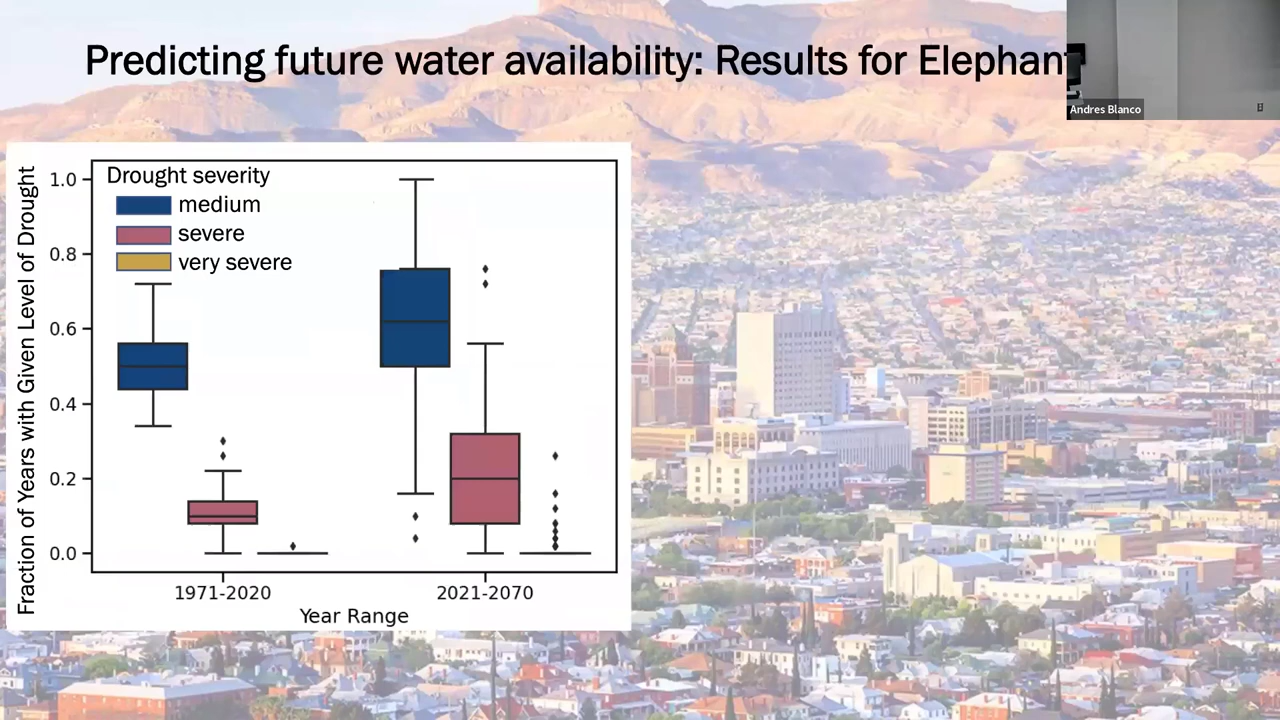 Predicting future water availability: Results for Elephant
Andres Blanco
Fraction of Years with Given Level of Drought
Drought severity
medium
severe
very severe
1.0
0.8
0.6
0.4
0.2
0.0
1971-2020
2021-2070
Year Range